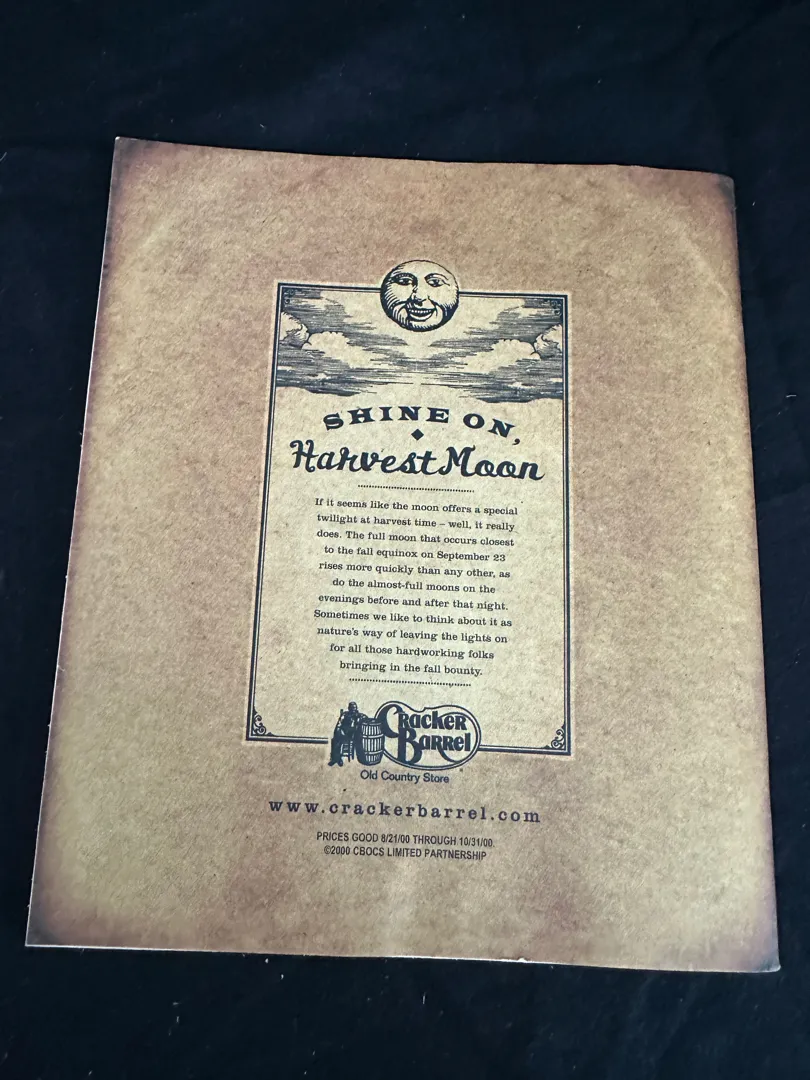 SHINE ON,
Harvest Moon
If it seems like the moon offers a special
twilight at harvest time – well, it really
does. The full moon that occurs closest
to the fall equinox on September 23
rises more quickly than any other, as
do the almost-full moons on the
evenings before and after that night.
Sometimes we like to think about it as
nature's way of leaving the lights on
for all those hardworking folks
bringing in the fall bounty.
Cracker
Barrel
Old Country Store
www.crackerbarrel.com
PRICES GOOD 8/21/00 THROUGH 10/31/00.
©2000 CBOCS LIMITED PARTNERSHIP